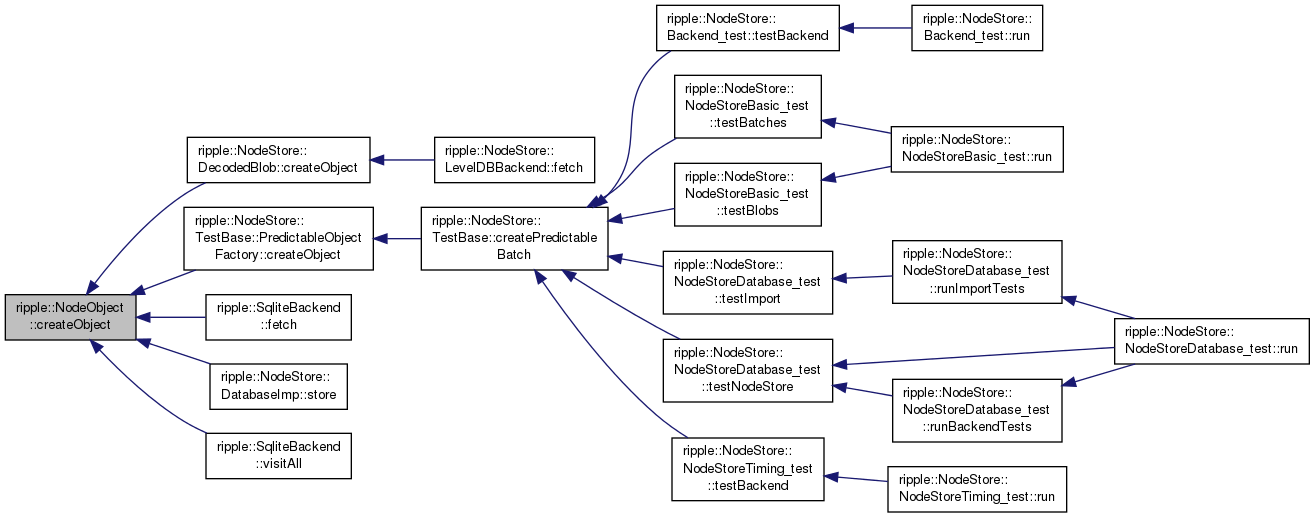 ripple::NodeObject
::createObject
ripple::NodeStore::
DecodedBlob::createObject
ripple::NodeStore::
LevelDBBackend::fetch
ripple::NodeStore::
TestBase::PredictableObject
Factory::createObject
ripple::SqliteBackend
::fetch
ripple::NodeStore::
DatabaseImp::store
ripple::SqliteBackend
::visitAll
ripple::NodeStore::
TestBase::createPredictable
Batch
ripple::NodeStore::
Backend_test::testBackend
ripple::NodeStore::
Backend_test::run
ripple::NodeStore::
NodeStoreBasic_test
::testBatches
ripple::NodeStore::
NodeStoreBasic_test
::testBlobs
ripple::NodeStore::
NodeStoreBasic_test::run
ripple::NodeStore::
NodeStoreDatabase_test
::testImport
ripple::NodeStore::
NodeStoreDatabase_test
::runImportTests
ripple::NodeStore::
NodeStoreDatabase_test
::testNodeStore
ripple::NodeStore::
NodeStoreDatabase_test
::runBackendTests
ripple::NodeStore::
NodeStoreDatabase_test::run
ripple::NodeStore::
NodeStoreTiming_test
::testBackend
ripple::NodeStore::
NodeStoreTiming_test::run